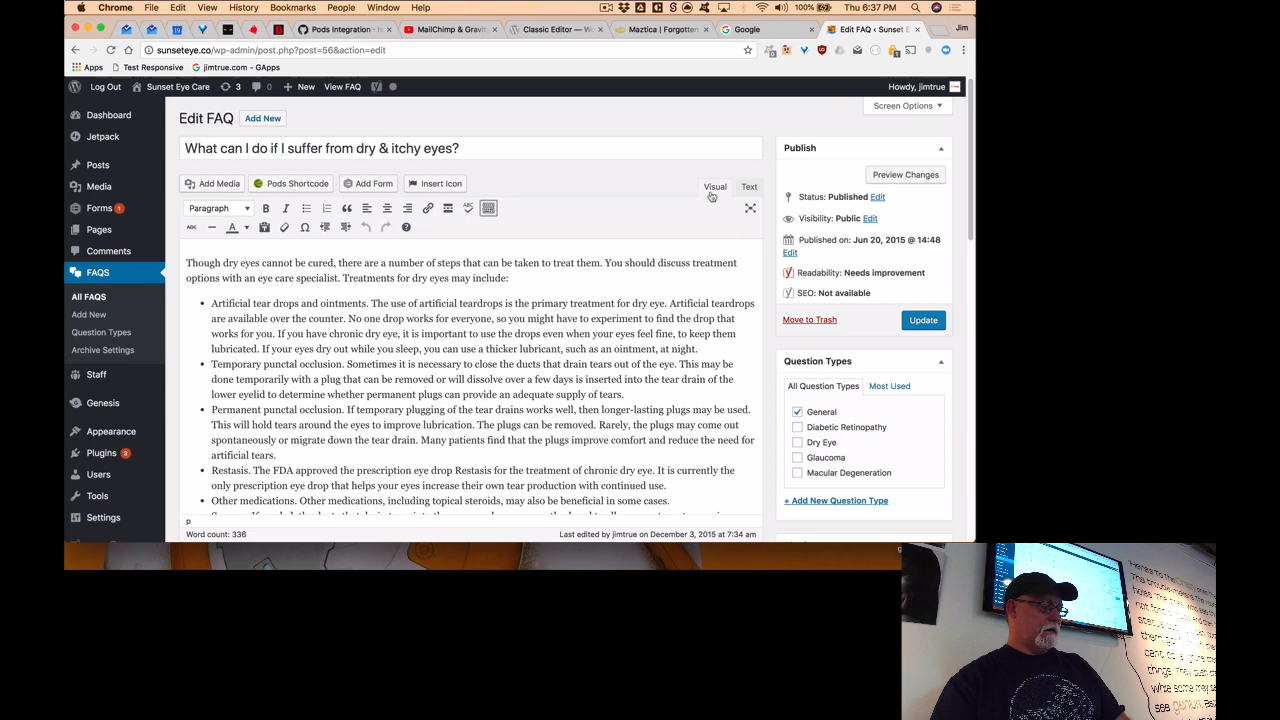 Chrome File Edit View History Bookmarks People Window Help 100% Thu 6:37 PM
Pods Integration - Is MailChimp & Gravit Classic Editor — Wo Maztica | Forgotten Google Edit FAQ ‹ Sunset E Jim
sunseteye.co/wp-admin/post.php?post=56&action=edit
Apps Test Responsive jimtrue.com - GApps
Log Out Sunset Eye Care 3 0 New View FAQ Howdy, jimtrue
Screen Options
Edit FAQ Add New
Dashboard
Jetpack
Posts
Media
Forms 1
Pages
Comments
FAQS
All FAQS
Add New
Question Types
Archive Settings
Staff
Genesis
Appearance
Plugins 3
Users
Tools
Settings
What can I do if I suffer from dry & itchy eyes?
Add Media Pods Shortcode Add Form Insert Icon Visual Text
Paragraph B I ABC
ABC A
Though dry eyes cannot be cured, there are a number of steps that can be taken to treat them. You should discuss treatment
options with an eye care specialist. Treatments for dry eyes may include:
• Artificial tear drops and ointments. The use of artificial teardrops is the primary treatment for dry eye. Artificial teardrops
are available over the counter. No one drop works for everyone, so you might have to experiment to find the drop that
works for you. If you have chronic dry eye, it is important to use the drops even when your eyes feel fine, to keep them
lubricated. If your eyes dry out while you sleep, you can use a thicker lubricant, such as an ointment, at night.
• Temporary punctal occlusion. Sometimes it is necessary to close the ducts that drain tears out of the eye. This may be
done temporarily with a plug that can be removed or will dissolve over a few days is inserted into the tear drain of the
lower eyelid to determine whether permanent plugs can provide an adequate supply of tears.
• Permanent punctal occlusion. If temporary plugging of the tear drains works well, then longer-lasting plugs may be used.
This will hold tears around the eyes to improve lubrication. The plugs can be removed. Rarely, the plugs may come out
spontaneously or migrate down the tear drain. Many patients find that the plugs improve comfort and reduce the need for
artificial tears.
• Restasis. The FDA approved the prescription eye drop Restasis for the treatment of chronic dry eye. It is currently the
only prescription eye drop that helps your eyes increase their own tear production with continued use.
• Other medications. Other medications, including topical steroids, may also be beneficial in some cases.
p
Word count: 336 Last edited by jimtrue on December 3, 2015 at 7:34 am
Publish
Preview Changes
Status: Published Edit
Visibility: Public Edit
Published on: Jun 20, 2015 @ 14:48
Edit
Readability: Needs improvement
SEO: Not available
Move to Trash Update
Question Types
All Question Types Most Used
General
Diabetic Retinopathy
Dry Eye
Glaucoma
Macular Degeneration
+ Add New Question Type